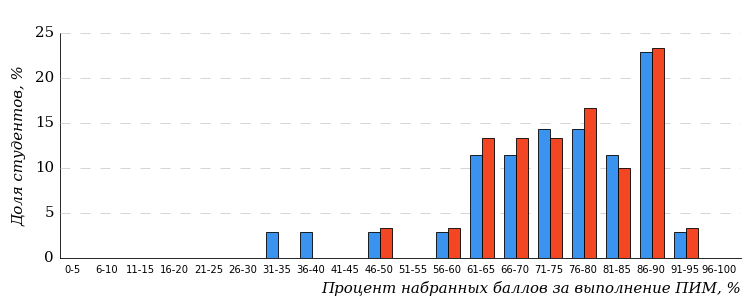 Доля студентов, %
25
20
15
10
5
0
0-5 6-10 11-15 16-20 21-25 26-30 31-35 36-40 41-45 46-50 51-55 56-60 61-65 66-70 71-75 76-80 81-85 86-90 91-95 96-100
Процент набранных баллов за выполнение ПИМ, %